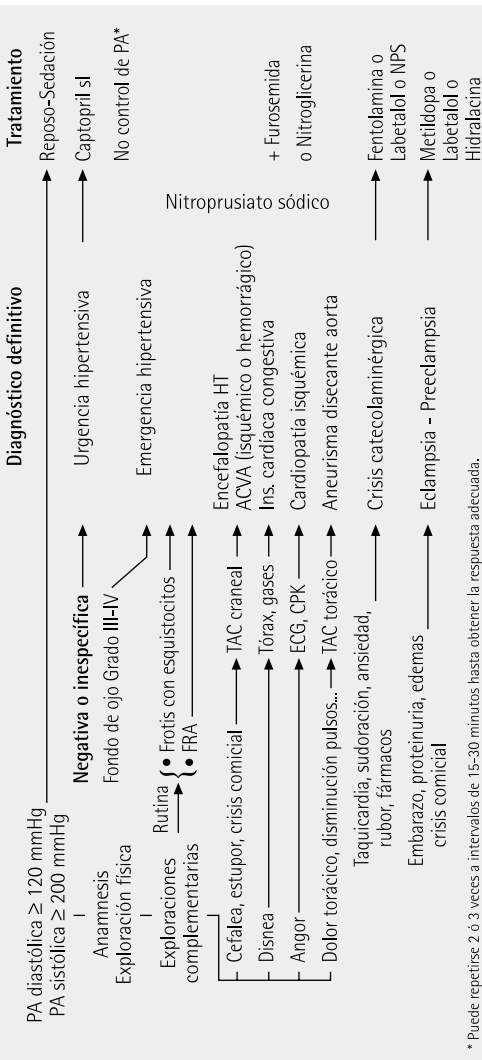 Diagnóstico definitivo
Tratamiento
PA diastólica ≥ 120 mmHg
PA sistólica ≥ 200 mmHg
Reposo-Sedación
Anamnesis
Exploración física
Negativa o inespecífica
Urgencia hipertensiva
Captopril sl
Fondo de ojo Grado III-IV
Emergencia hipertensiva
No control de PA*
Exploraciones
complementarias
Rutina
{
• Frotis con esquistocitos
• FRA
Nitroprusiato sódico
Cefalea, estupor, crisis comicial
TAC craneal
Encefalopatía HT
ACVA (isquémico o hemorrágico)
Disnea
Tórax, gases
Ins. cardíaca congestiva
+ Furosemida
Angor
ECG, CPK
Cardiopatía isquémica
o Nitroglicerina
Dolor torácico, disminución pulsos...
TAC torácico
Aneurisma disecante aorta
Taquicardia, sudoración, ansiedad,
rubor, fármacos
Crisis catecolaminérgica
Fentolamina o
Labetalol o NPS
Embarazo, proteinuria, edemas
crisis comicial
Eclampsia - Preeclampsia
Metildopa o
Labetalol o
Hidralacina
* Puede repetirse 2 ó 3 veces a intervalos de 15-30 minutos hasta obtener la respuesta adecuada.